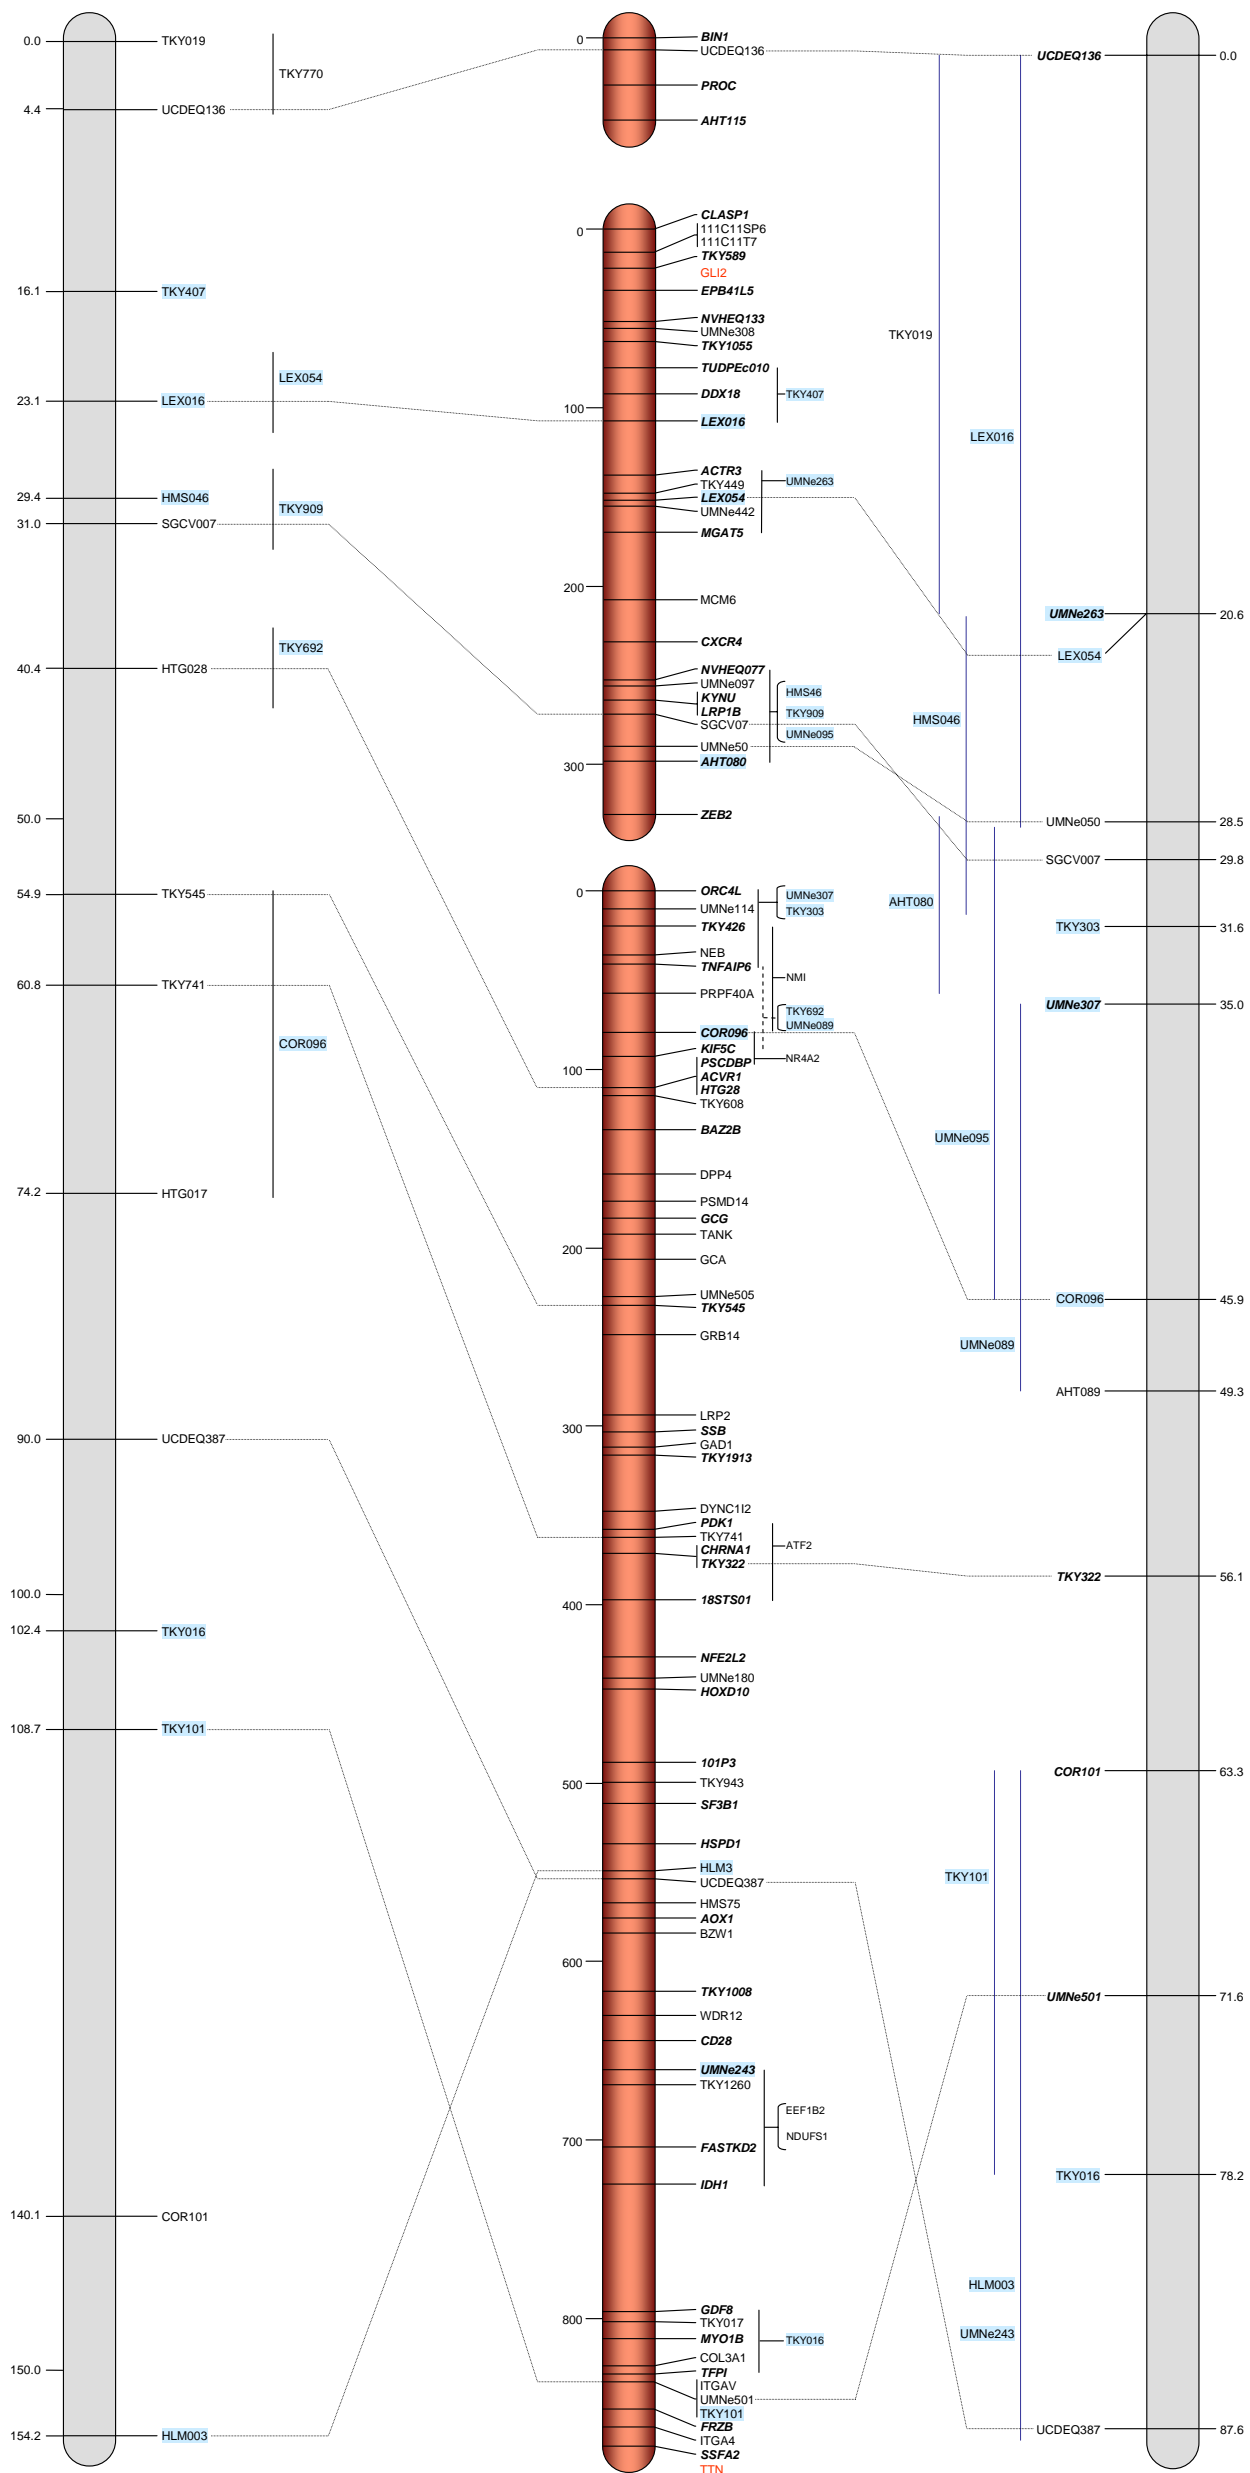 0.0 TKY019
TKY770
4.4 UCDEQ136
16.1 TKY407
LEX054
23.1 LEX016
29.4 HMS046
TKY909
31.0 SGCV007
TKY692
40.4 HTG028
50.0
54.9 TKY545
60.8 TKY741
COR096
74.2 HTG017
90.0 UCDEQ387
100.0
102.4 TKY016
108.7 TKY101
140.1 COR101
150.0
154.2 HLM003
0 BIN1
UCDEQ136
PROC
AHT115
0 CLASP1
111C11SP6
111C11T7
TKY589
GLI2
EPB41L5
NVHEQ133
UMNe308
TKY1055
TUDPEc010
DDX18 TKY407
100
LEX016
ACTR3
TKY449 UMNe263
LEX054
UMNe442
MGAT5
200
MCM6
CXCR4
NVHEQ077
UMNe097
HMS46
KYNU
LRP1B TKY909
SGCV07
UMNe095
UMNe50
300 AHT080
ZEB2
0 ORC4L
UMNe307
UMNe114 TKY303
TKY426
NEB
TNFAIP6
NMI
PRPF40A
TKY692
UMNe089
COR096
KIF5C
NR4A2
PSCDBP
100 ACVR1
HTG28
TKY608
BAZ2B
DPP4
PSMD14
GCG
TANK
200
GCA
UMNe505
TKY545
GRB14
LRP2
300 SSB
GAD1
TKY1913
DYNC1I2
PDK1
TKY741
ATF2
CHRNA1
TKY322
400 18STS01
NFE2L2
UMNe180
HOXD10
101P3
500 TKY943
SF3B1
HSPD1
HLM3
UCDEQ387
HMS75
AOX1
BZW1
600
TKY1008
WDR12
CD28
UMNe243
TKY1260
EEF1B2
NDUFS1
700 FASTKD2
IDH1
GDF8
800 TKY017
MYO1B TKY016
COL3A1
TFPI
ITGAV
UMNe501
TKY101
FRZB
ITGA4
SSFA2
TTN
UCDEQ136 0.0
TKY019
LEX016
UMNe263 20.6
LEX054
HMS046
UMNe050 28.5
SGCV007 29.8
AHT080
TKY303 31.6
UMNe307 35.0
UMNe095
COR096 45.9
UMNe089
AHT089 49.3
TKY322 56.1
COR101 63.3
TKY101
UMNe501 71.6
TKY016 78.2
HLM003
UMNe243
UCDEQ387 87.6